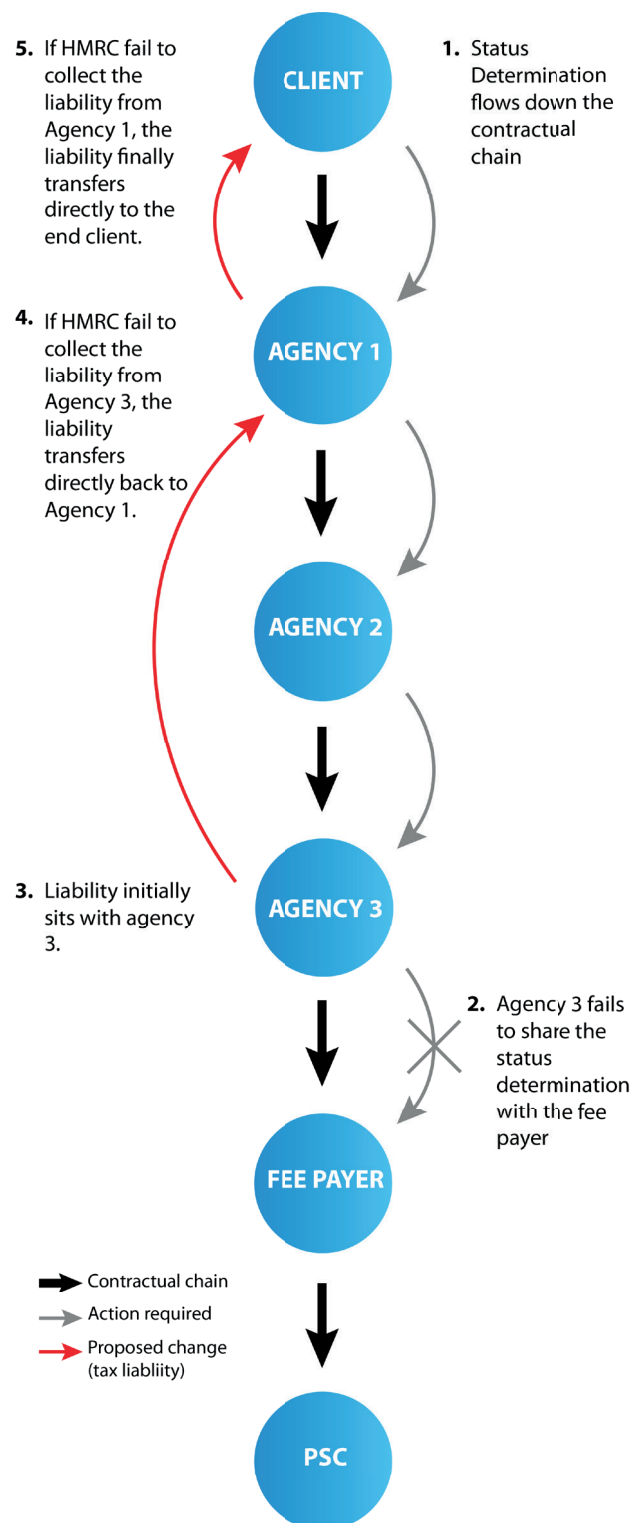 5. If HMRC fail to
collect the
liability from
Agency 1, the
liability finally
transfers
directly to the
end client.
CLIENT
1. Status
Determination
flows down the
contractual
chain
4. If HMRC fail to
collect the
liability from
Agency 3, the
liability
transfers
directly back to
Agency 1.
AGENCY 1
AGENCY 2
3. Liability initially
sits with agency
3.
AGENCY 3
2. Agency 3 fails
to share the
status
determination
with the fee
payer
FEE PAYER
Contractual chain
Action required
Proposed change
(tax liabliity)
PSC